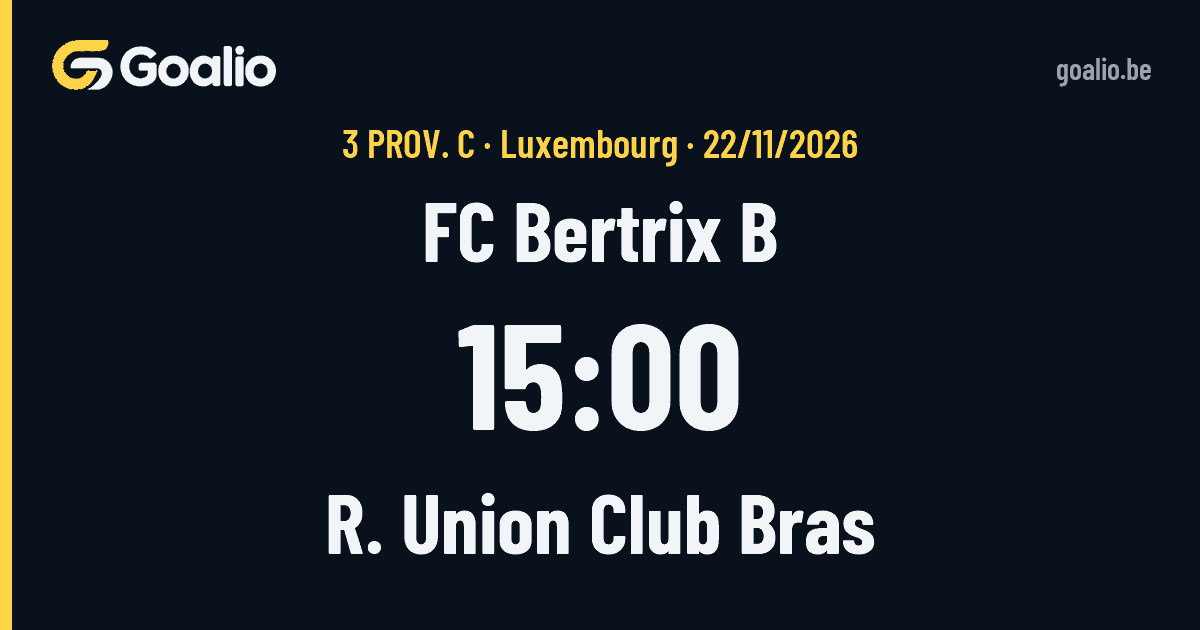 Goalio
goalio.be
3 PROV. C · Luxembourg · 22/11/2026
FC Bertrix B
15:00
R. Union Club Bras